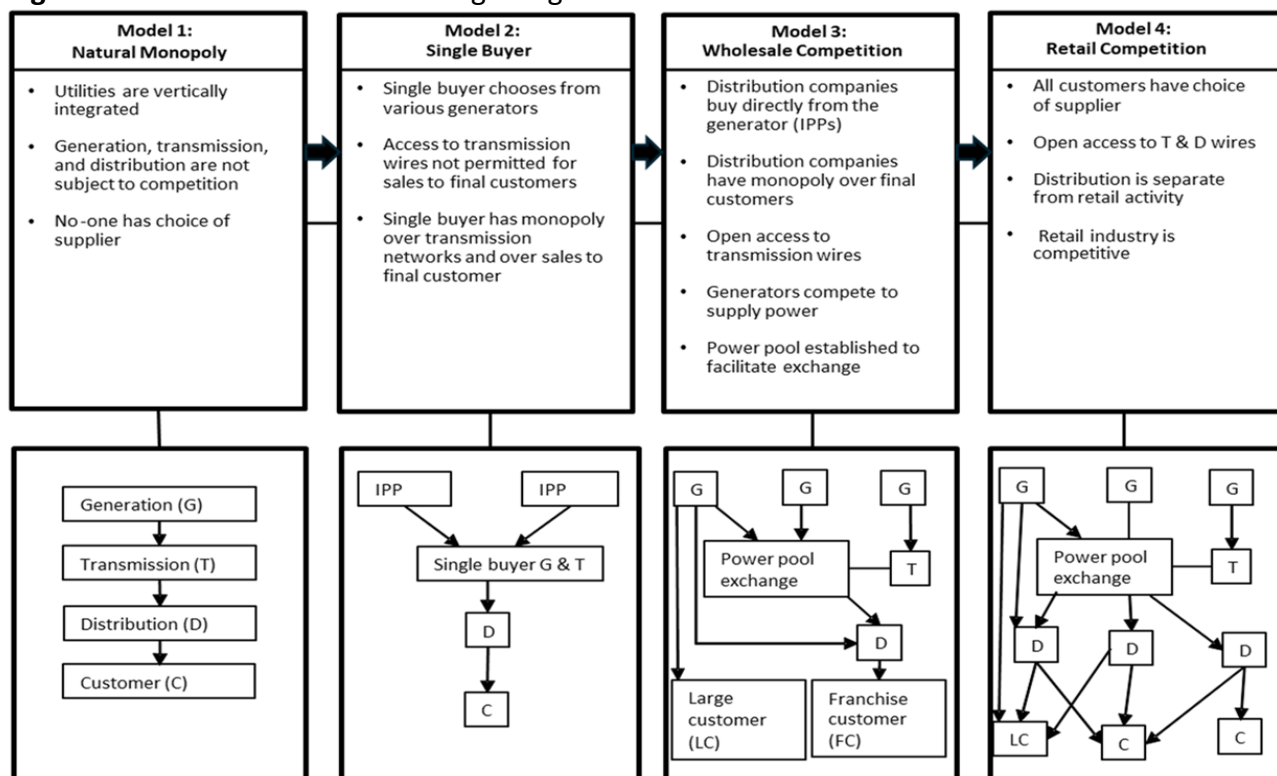 Model 1:
Natural Monopoly
• Utilities are vertically
integrated
• Generation, transmission,
and distribution are not
subject to competition
• No-one has choice of
supplier
Model 2:
Single Buyer
• Single buyer chooses from
various generators
• Access to transmission
wires not permitted for
sales to final customers
• Single buyer has monopoly
over transmission
networks and over sales to
final customer
Model 3:
Wholesale Competition
• Distribution companies
buy directly from the
generator (IPPs)
• Distribution companies
have monopoly over final
customers
• Open access to
transmission wires
• Generators compete to
supply power
• Power pool established to
facilitate exchange
Model 4:
Retail Competition
• All customers have choice
of supplier
• Open access to T & D wires
• Distribution is separate
from retail activity
• Retail industry is
competitive
Generation (G)
Transmission (T)
Distribution (D)
Customer (C)
IPP
IPP
Single buyer G & T
D
C
G
G
G
Power pool
exchange
T
D
Large
customer
(LC)
Franchise
customer
(FC)
G
G
G
Power pool
exchange
T
D
D
D
LC
C
C